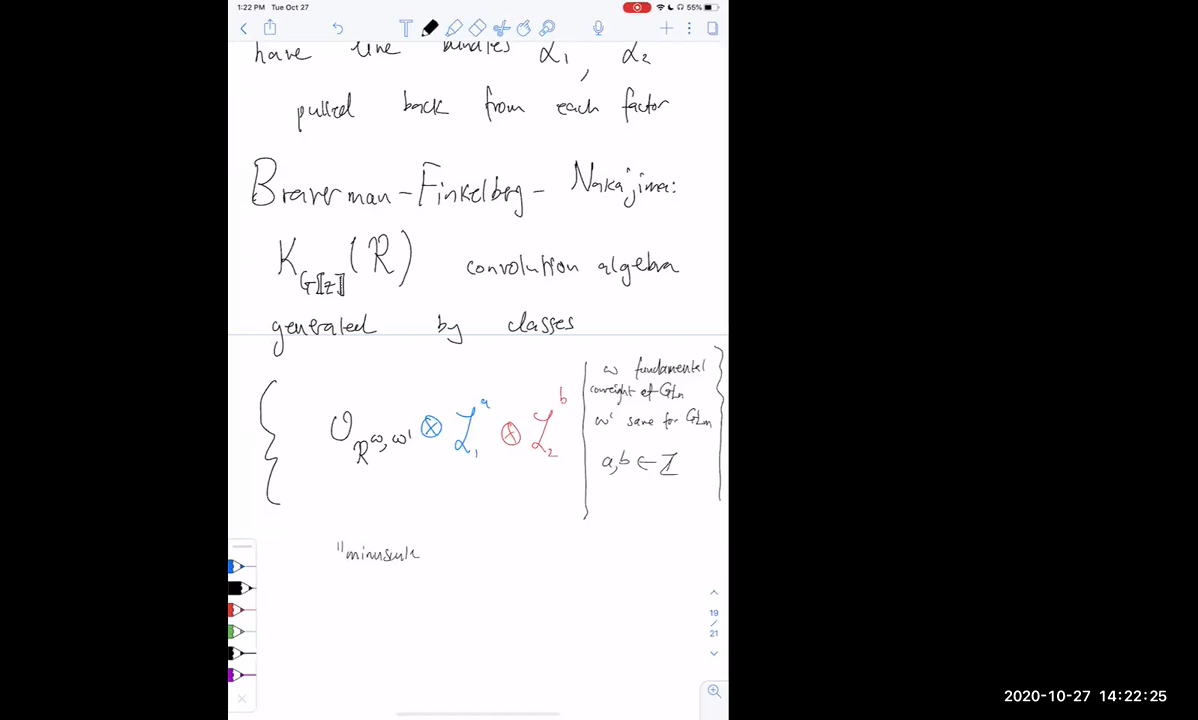 1:22 PM Tue Oct 27
55%
have line bundles ℒ₁, ℒ₂
pulled back from each factor
Braverman-Finkelberg-Nakajima:
K_{G[[z]]}(R) convolution algebra
generated by classes
{ O_{R^{ω,ω'}} ⊗ ℒ₁^a ⊗ ℒ₂^b | ω fundamental
coweight of GLn
ω' same for GLm
a,b ∈ ℤ }
"minuscule
19
/
21
2020-10-27 14:22:25